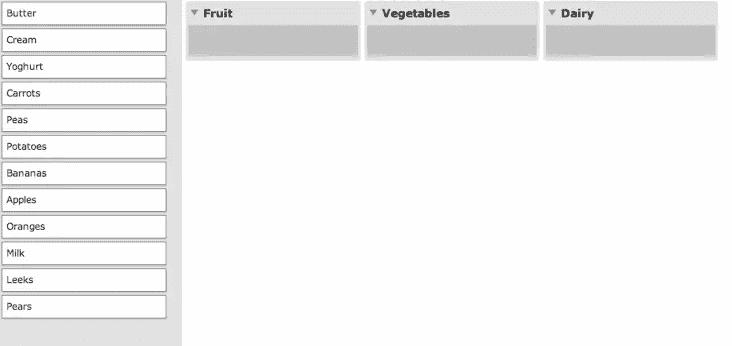 Butter
Cream
Yoghurt
Carrots
Peas
Potatoes
Bananas
Apples
Oranges
Milk
Leeks
Pears
Fruit
Vegetables
Dairy